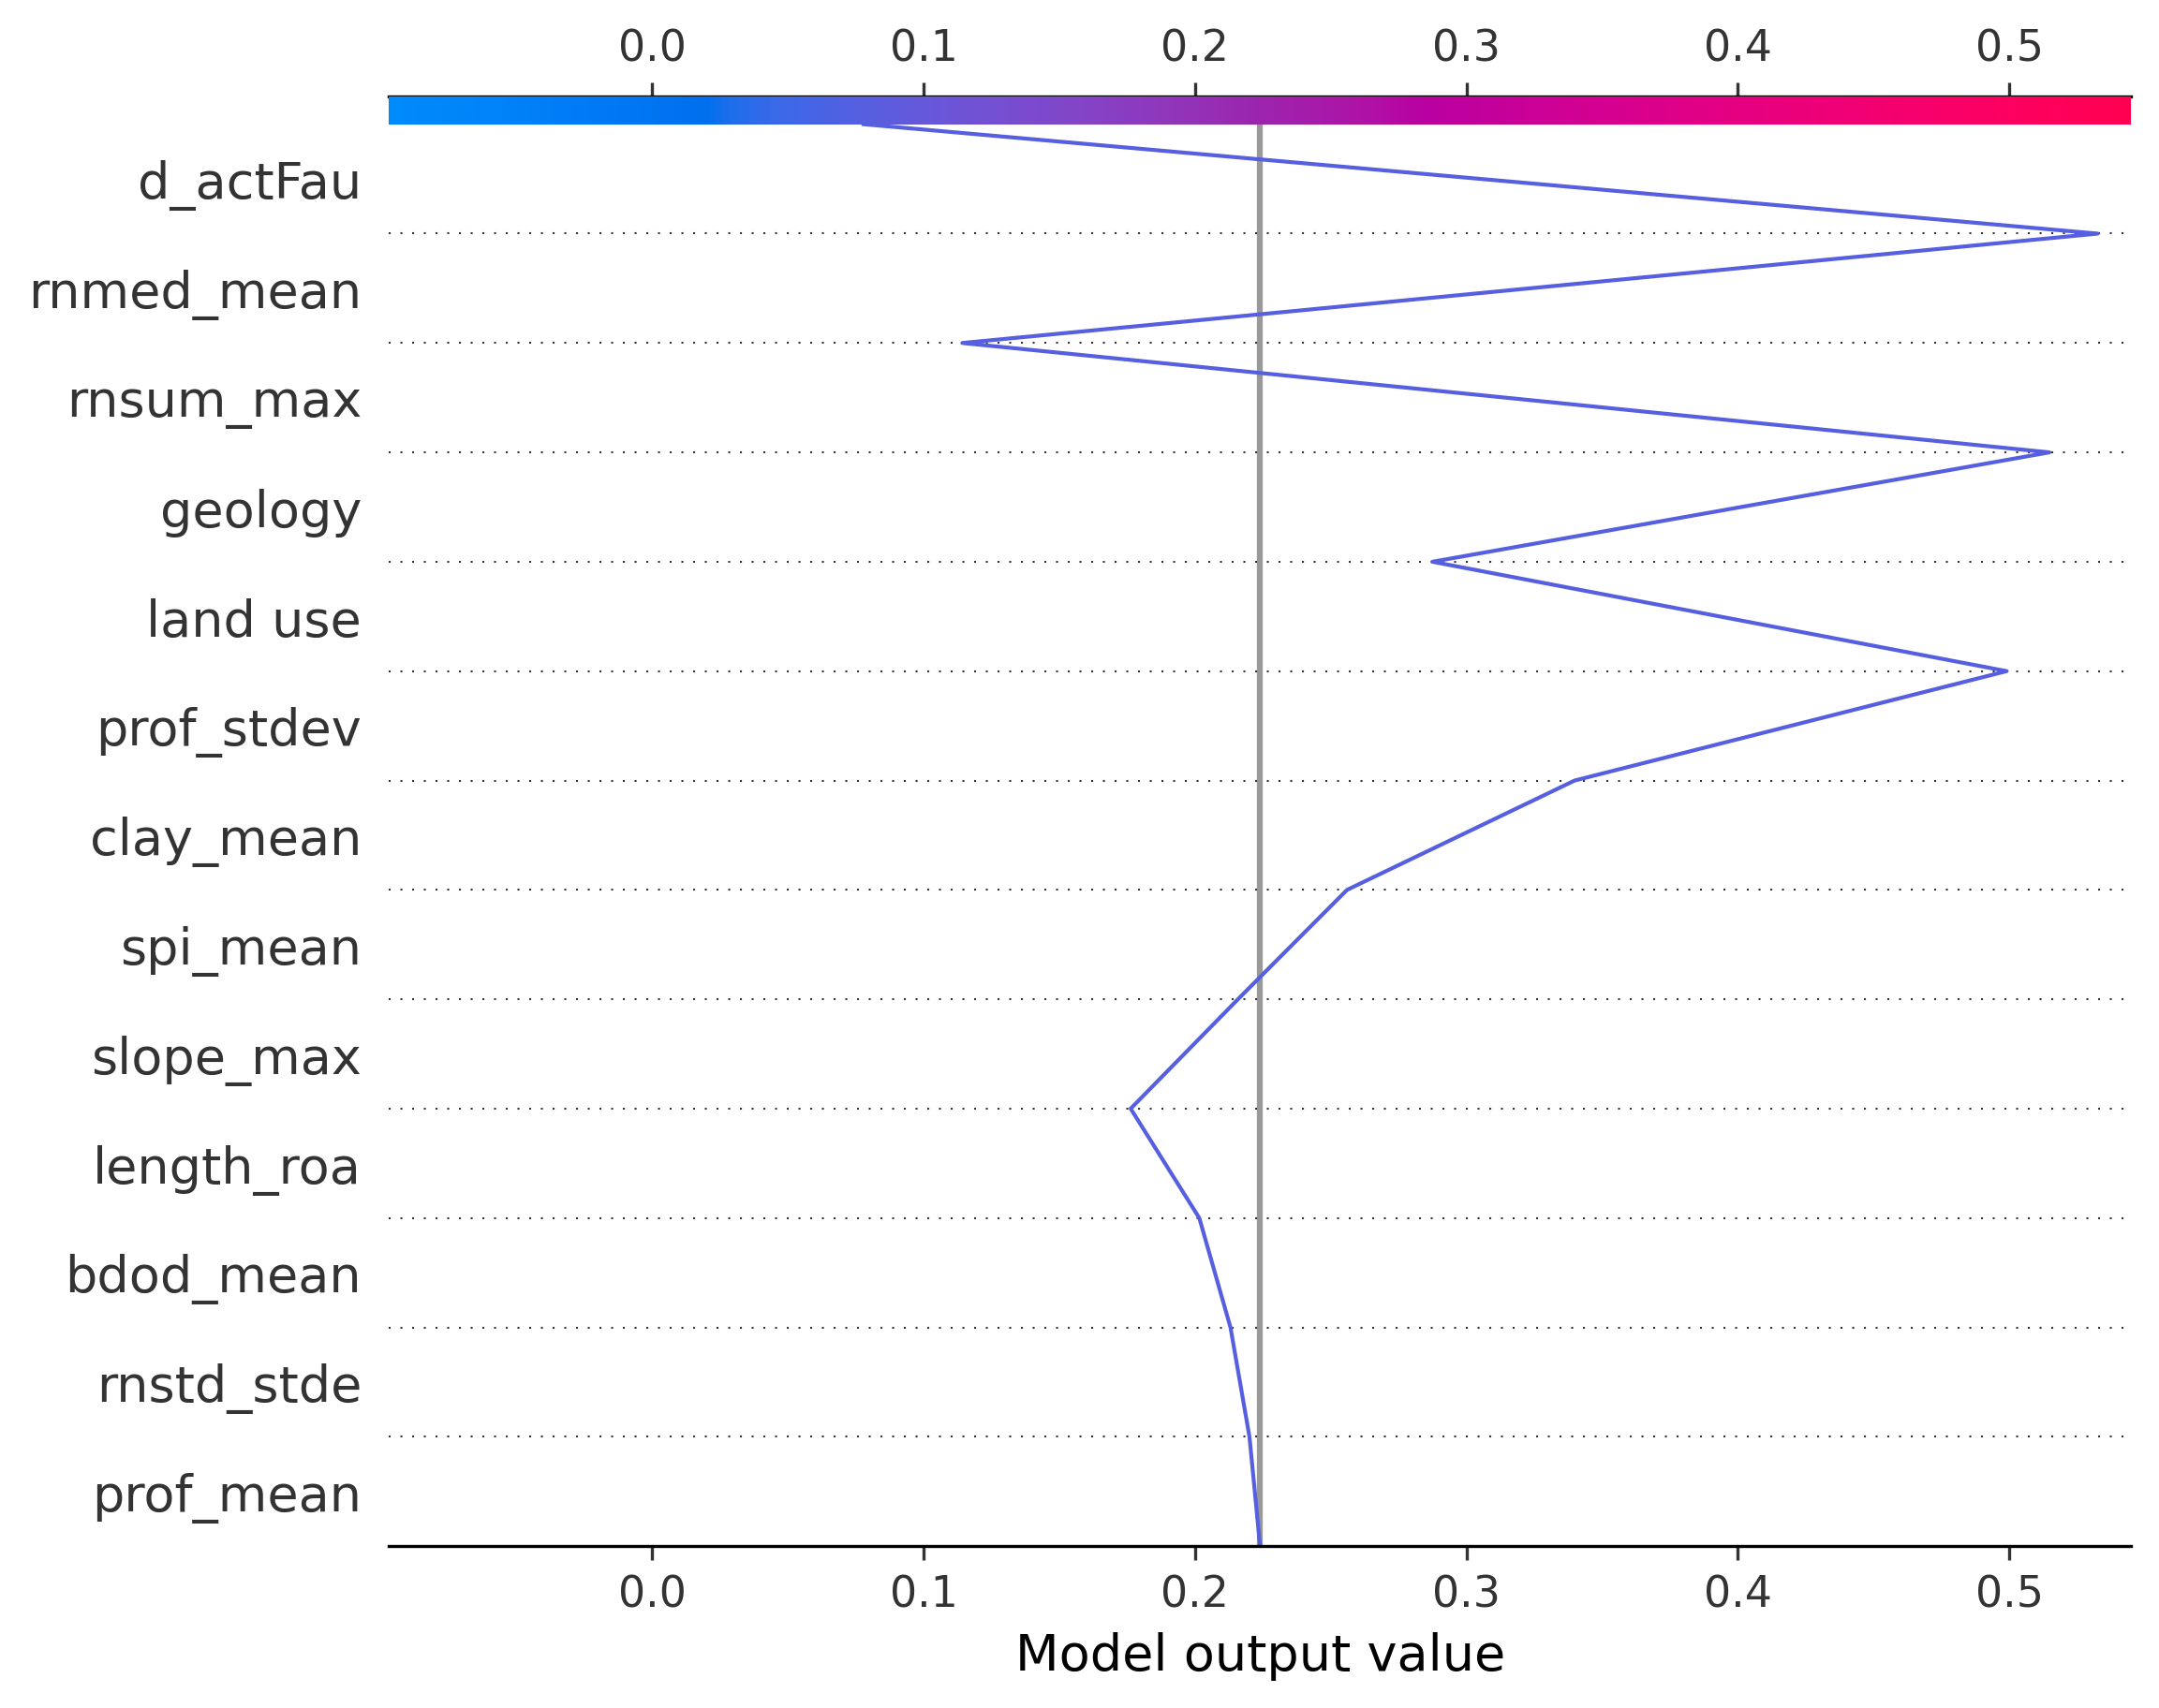 0.0 0.1 0.2 0.3 0.4 0.5
d_actFau
rnmed_mean
rnsum_max
geology
land use
prof_stdev
clay_mean
spi_mean
slope_max
length_roa
bdod_mean
rnstd_stde
prof_mean
0.0 0.1 0.2 0.3 0.4 0.5
Model output value